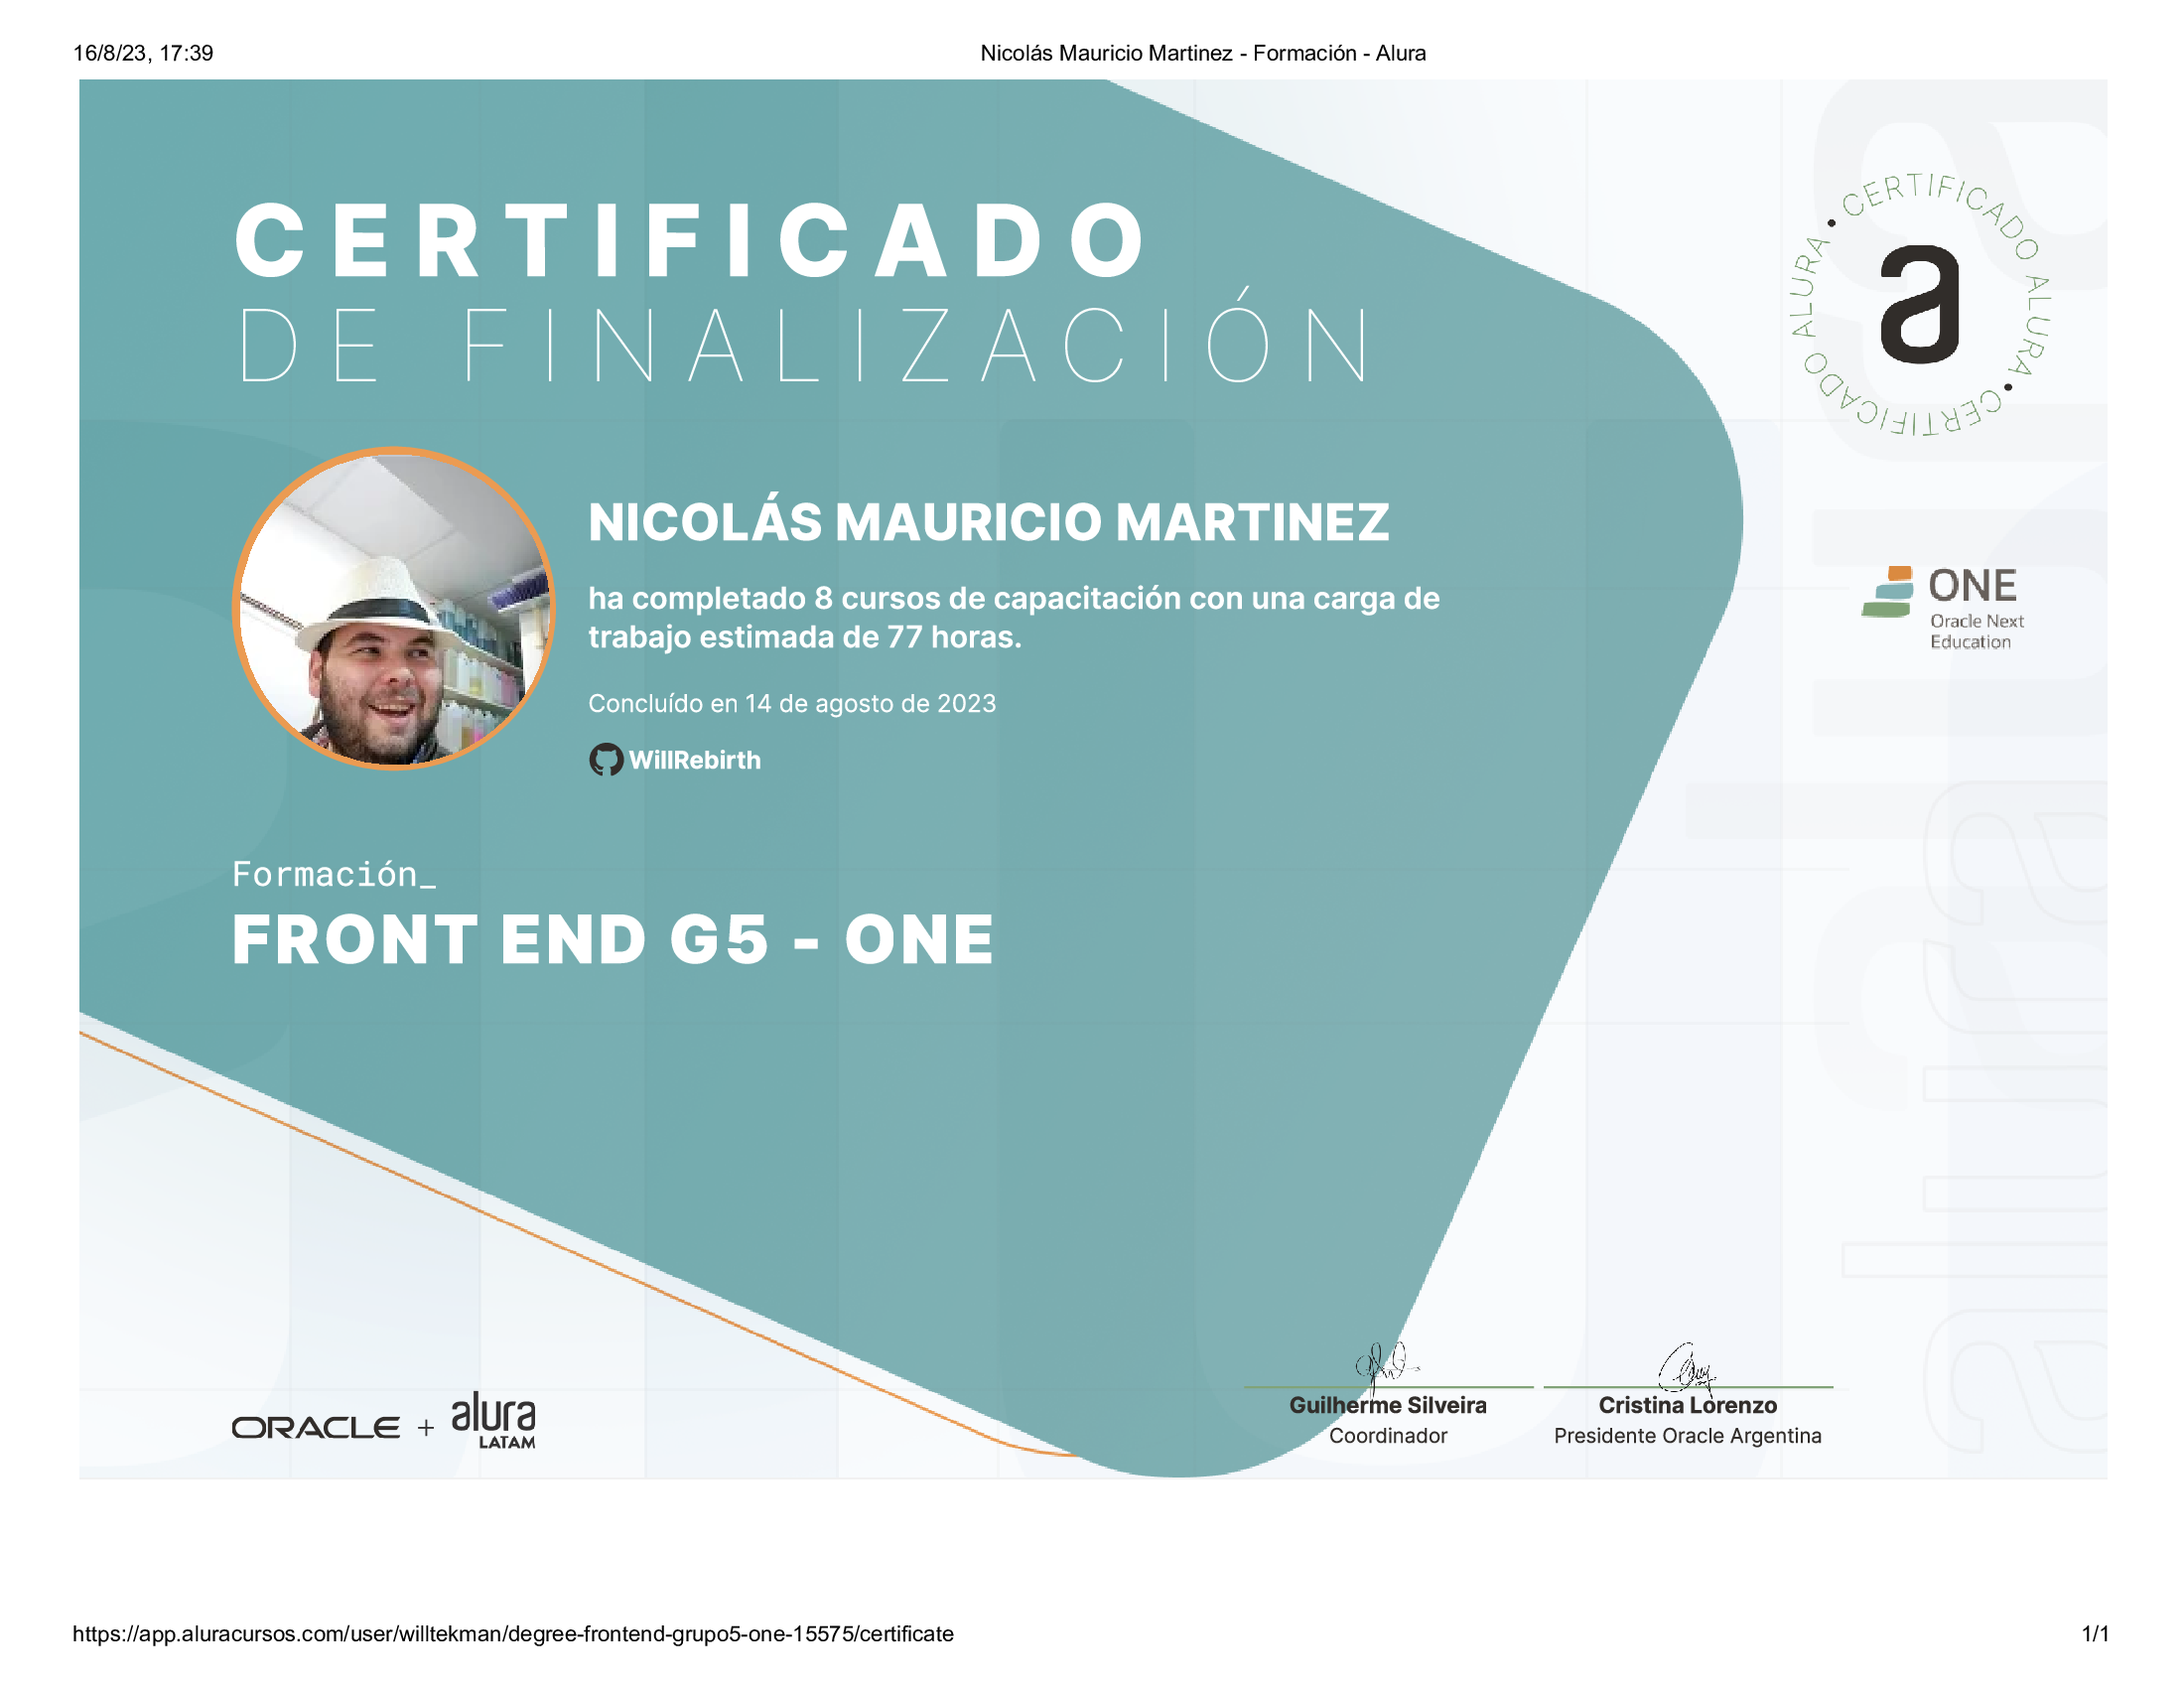 16/8/23, 17:39
Nicolás Mauricio Martinez - Formación - Alura
CERTIFICADO
DE FINALIZACIÓN
CERTIFICADO ALURA • CERTIFICADO ALURA •
a
NICOLÁS MAURICIO MARTINEZ
ha completado 8 cursos de capacitación con una carga de
trabajo estimada de 77 horas.
Concluído en 14 de agosto de 2023
WillRebirth
ONE
Oracle Next
Education
Formación_
FRONT END G5 - ONE
alura
ORACLE + alura
LATAM
Guilherme Silveira
Coordinador
Cristina Lorenzo
Presidente Oracle Argentina
https://app.aluracursos.com/user/willtekman/degree-frontend-grupo5-one-15575/certificate
1/1